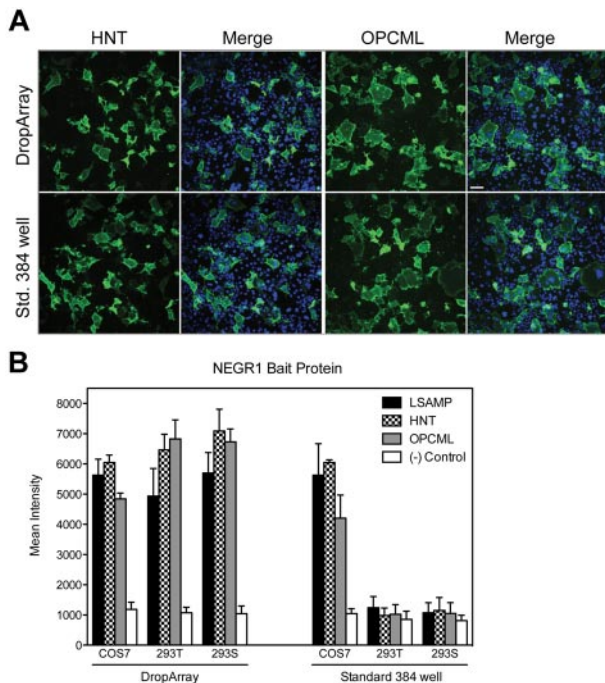 A
HNT Merge OPCML Merge
DropArray
Std. 384 well
B
NEGR1 Bait Protein
LSAMP
HNT
OPCML
(-) Control
Mean Intensity
8000
7000
6000
5000
4000
3000
2000
1000
0
COS7 293T 293S COS7 293T 293S
DropArray Standard 384 well